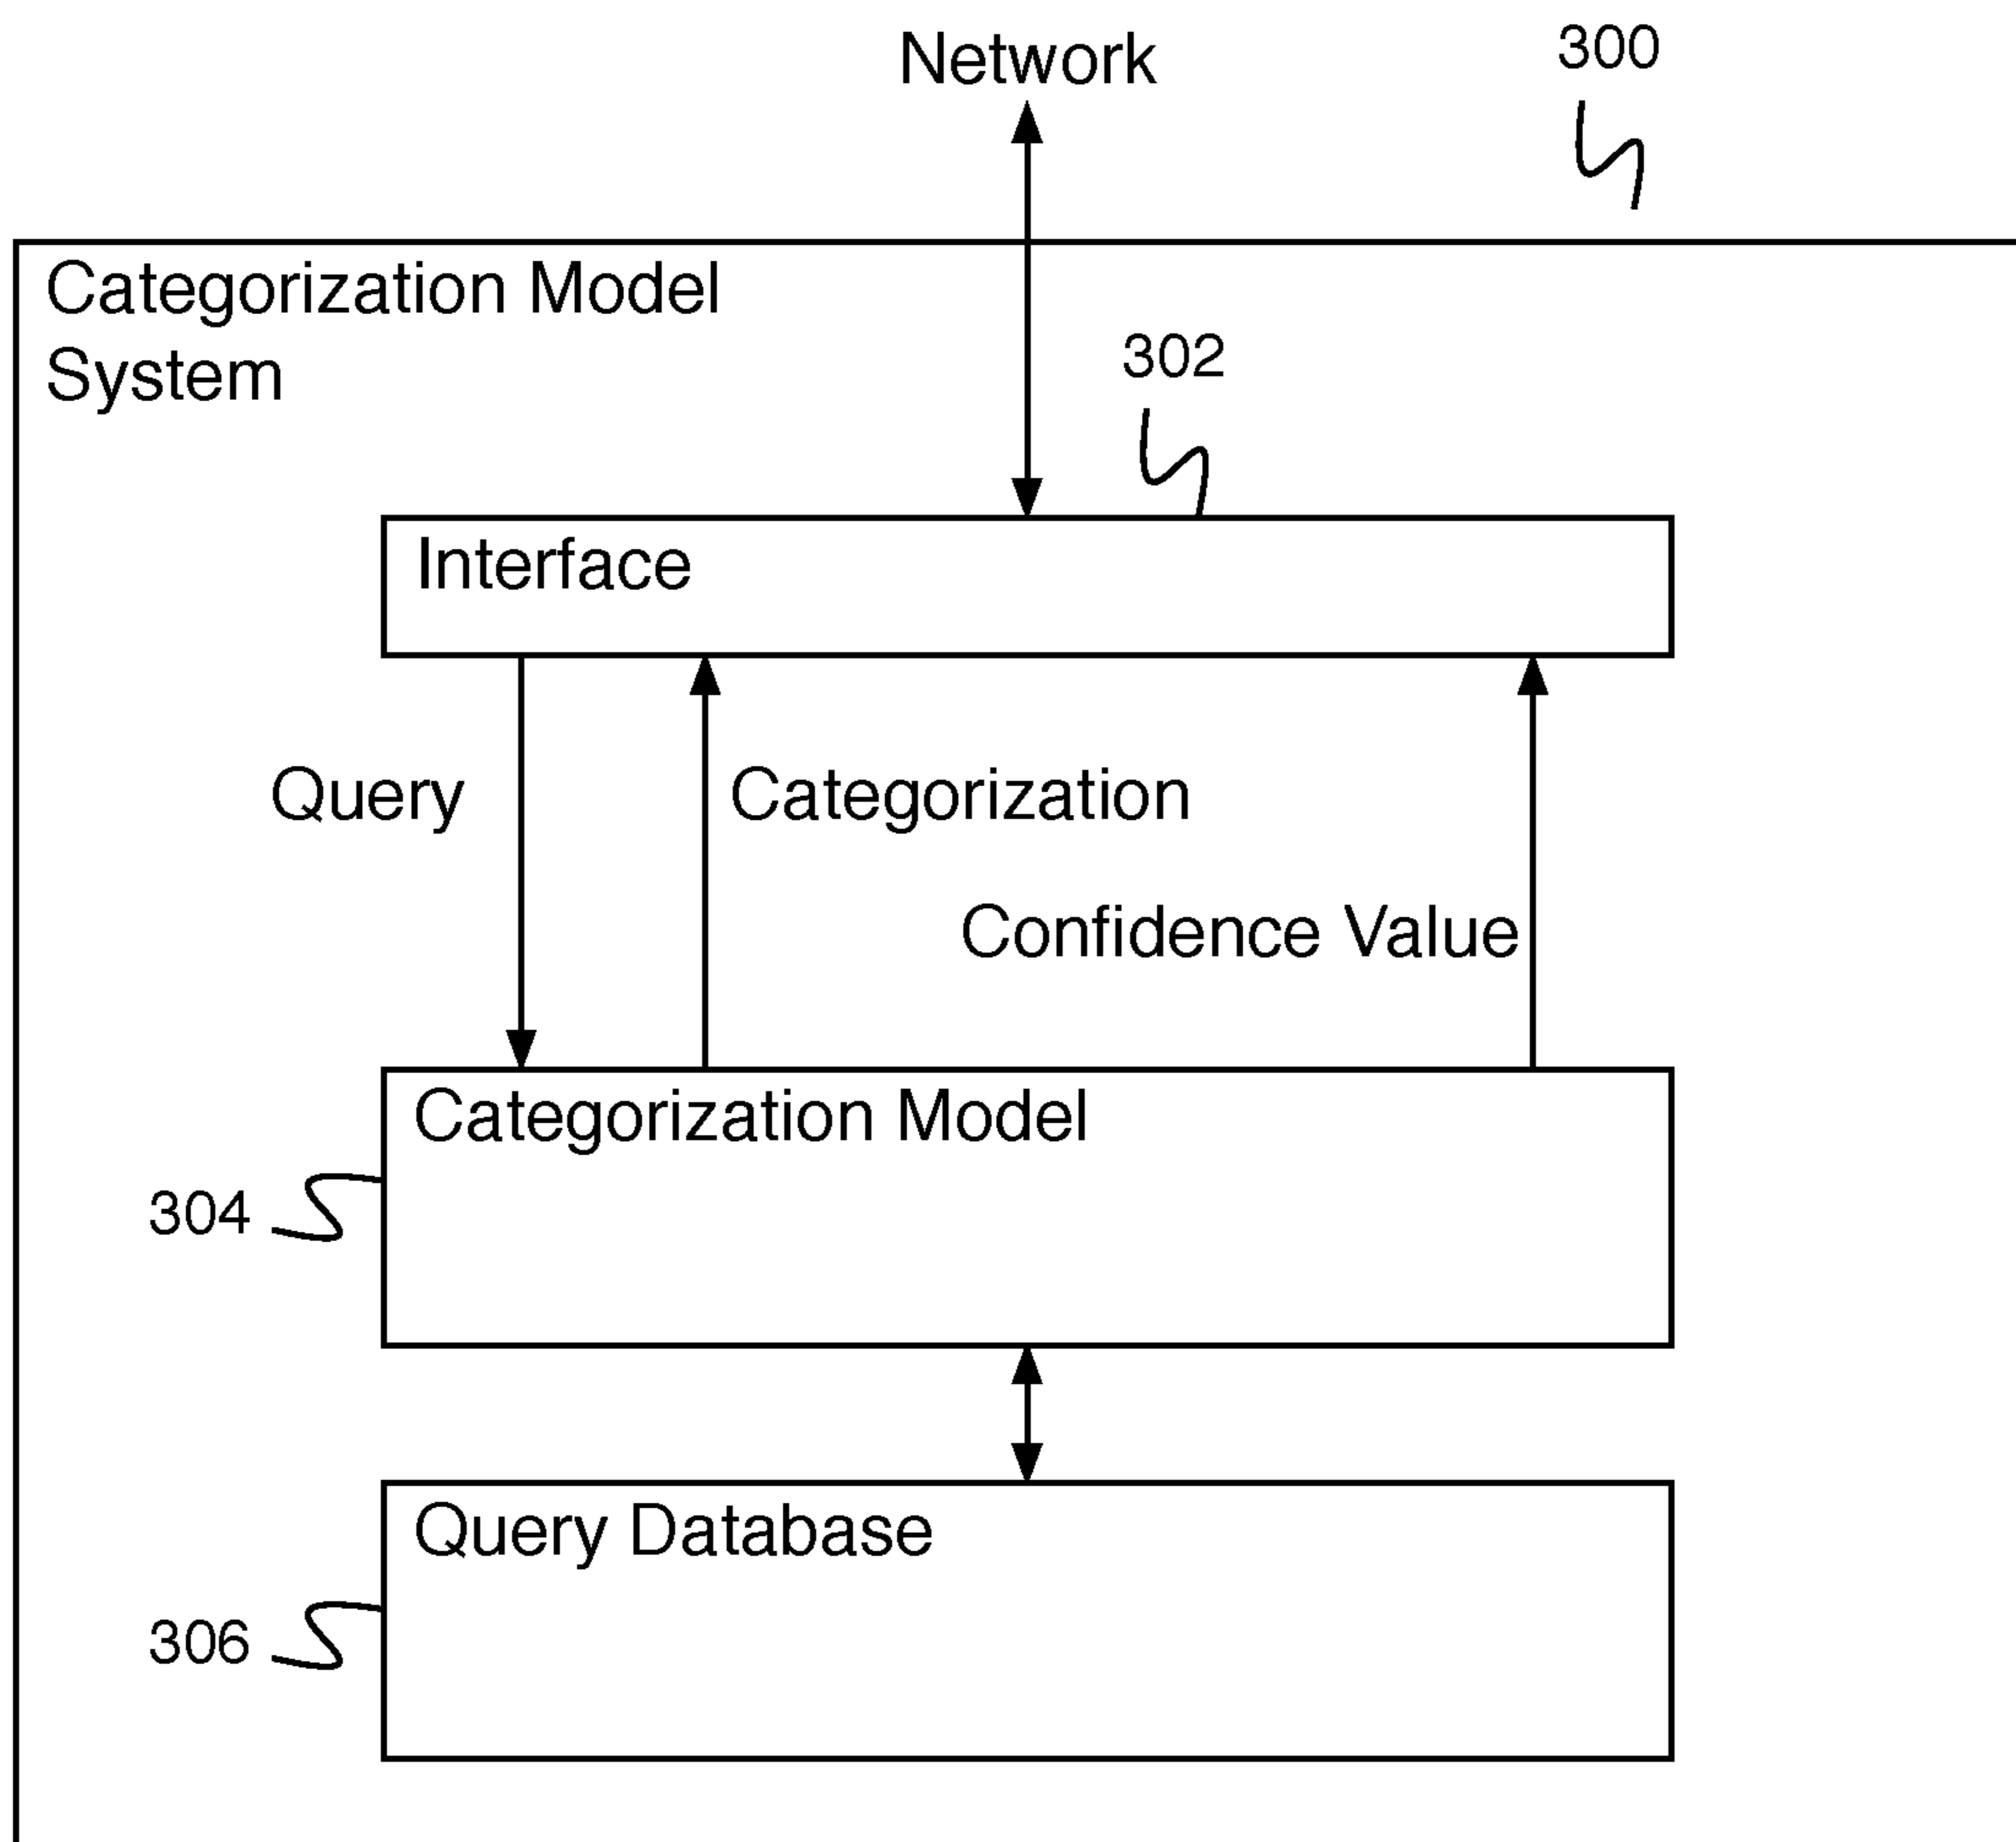 Network
300
Categorization Model
System
302
Interface
Query
Categorization
Confidence Value
Categorization Model
304
Query Database
306